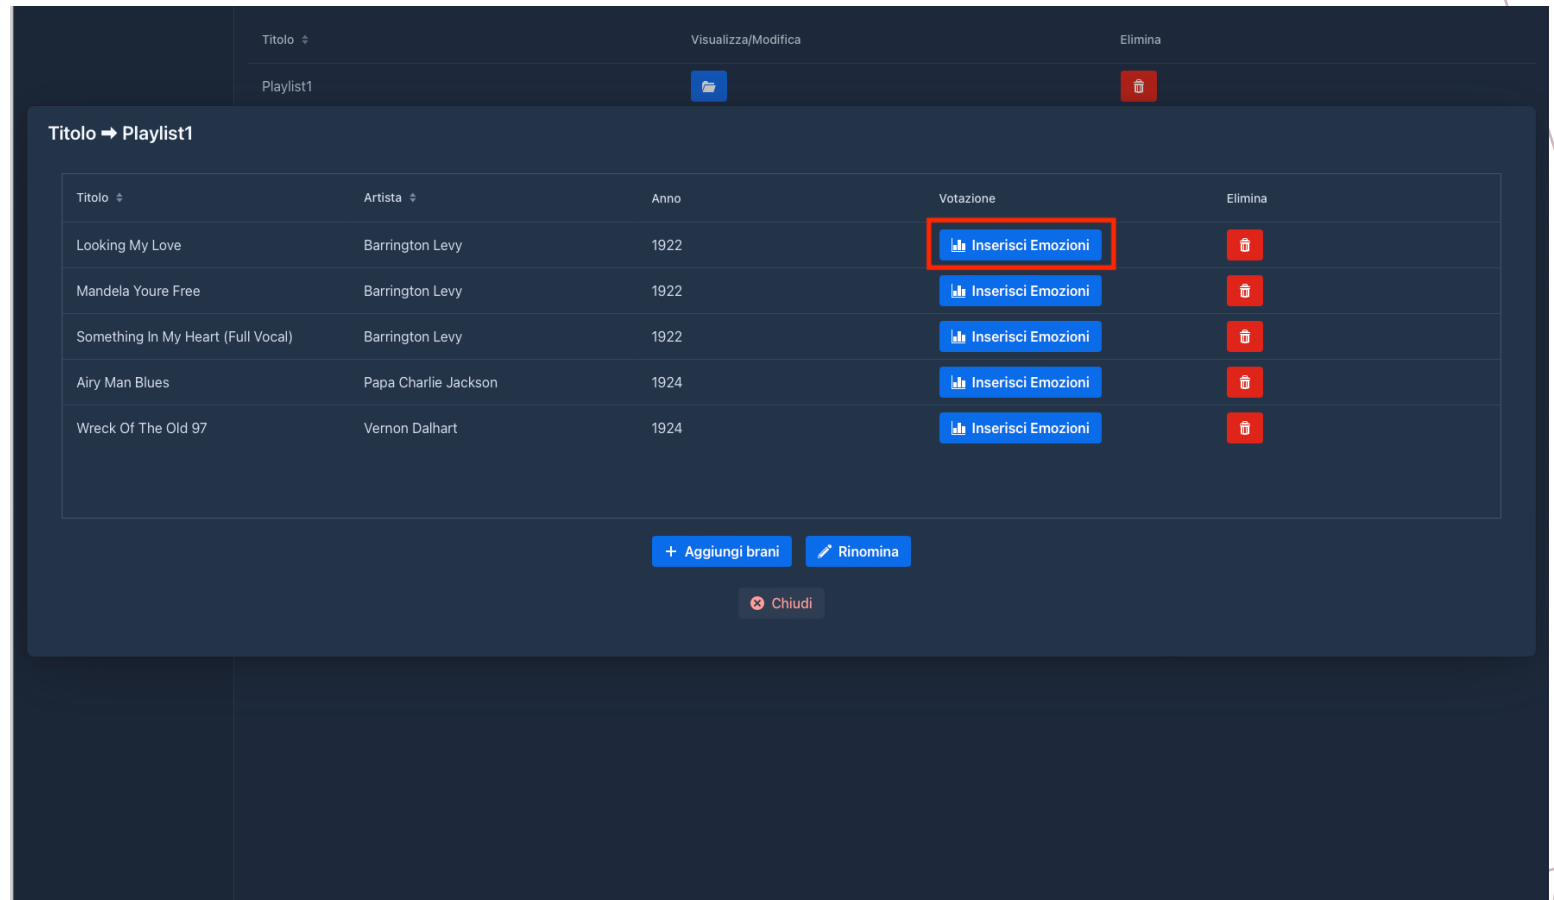 Titolo Visualizza/Modifica Elimina
Playlist1
Titolo ➡ Playlist1
Titolo Artista Anno Votazione Elimina
Looking My Love Barrington Levy 1922 Inserisci Emozioni
Mandela Youre Free Barrington Levy 1922 Inserisci Emozioni
Something In My Heart (Full Vocal) Barrington Levy 1922 Inserisci Emozioni
Airy Man Blues Papa Charlie Jackson 1924 Inserisci Emozioni
Wreck Of The Old 97 Vernon Dalhart 1924 Inserisci Emozioni
+ Aggiungi brani Rinomina
Chiudi